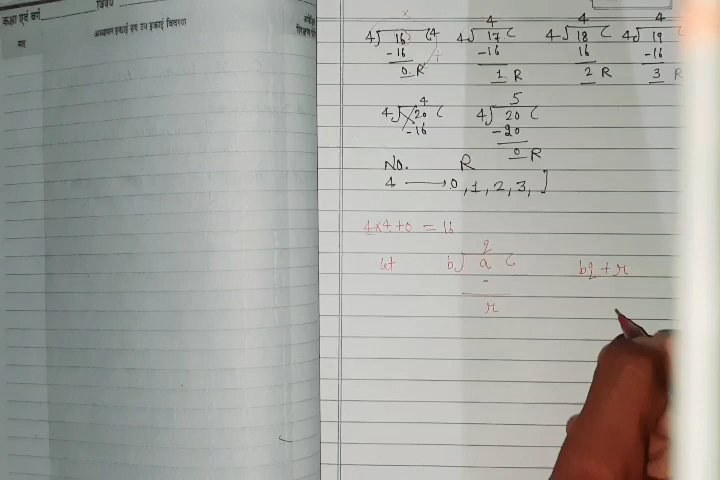 कक्षा एवं वर्ग
विषय
अध्यापन इकाई एवं उप इकाई विवरण
माह
4) 16 (4
-16
0 R
4
4) 17 (
-16
1 R
4
4) 18 (
16
2 R
4
4) 19
-16
3 R
4
4) 20 (
-16
5
4) 20 (
-20
0 R
No. R
4 → 0, 1, 2, 3, ]
4×4+0 = 16
let
q
b) a (
-
r
bq + r